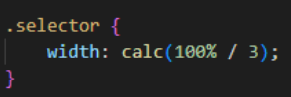 .selector {
    width: calc(100% / 3);
}